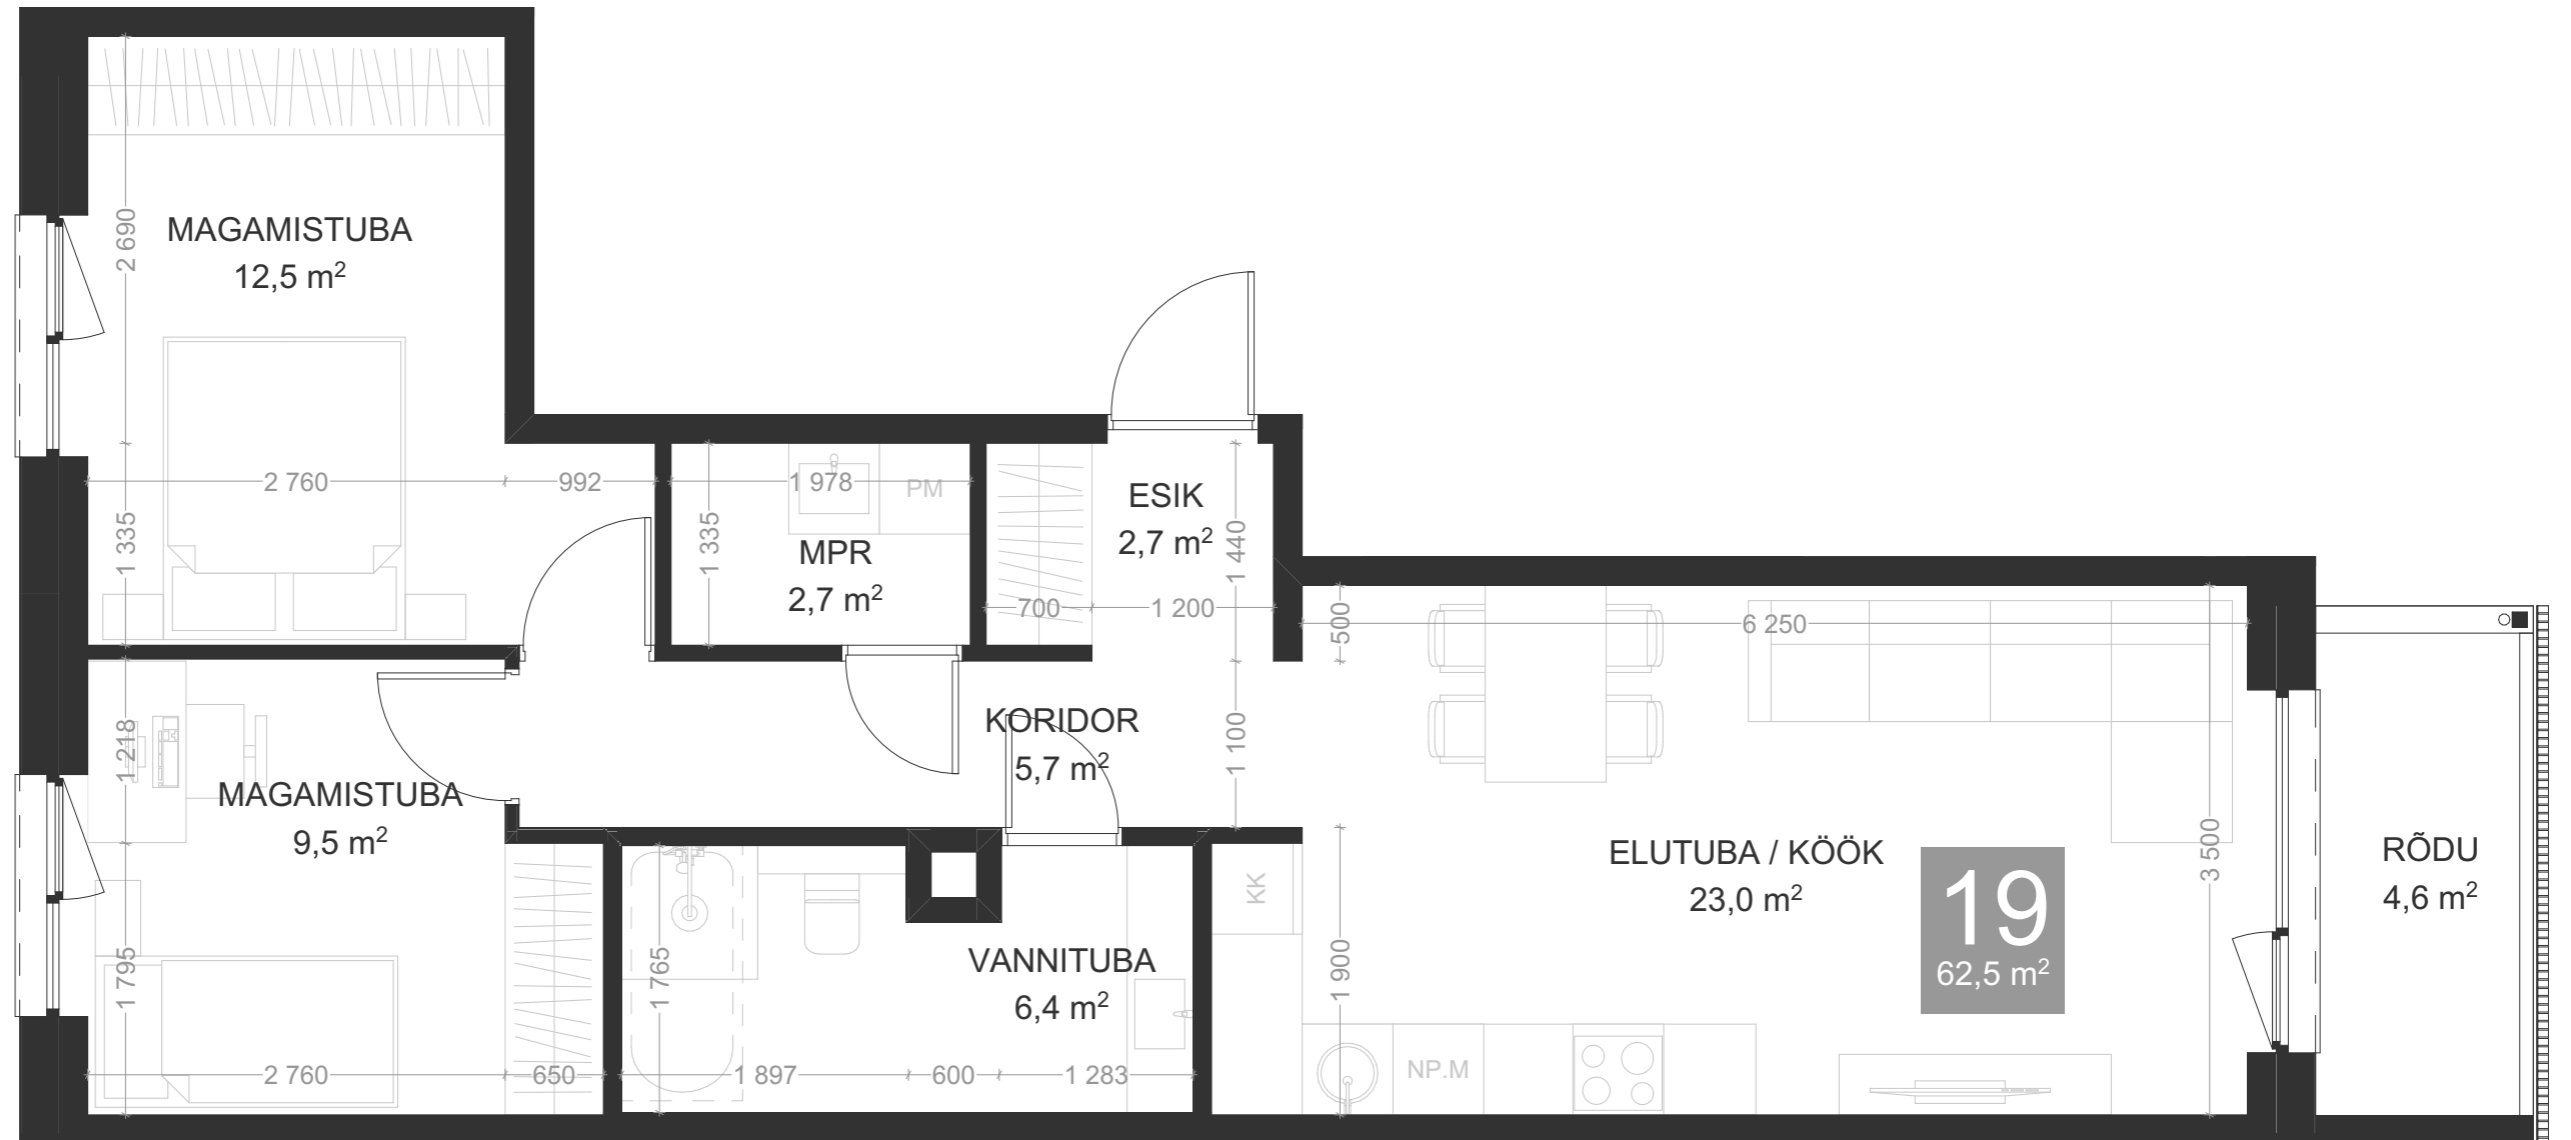 MAGAMISTUBA
12,5 m²
2 690
1 335
2 760
992
1 978
PM
1 335
MPR
2,7 m²
ESIK
2,7 m²
1 440
700
1 200
500
6 250
KORIDOR
5,7 m²
1 100
1 218
MAGAMISTUBA
9,5 m²
1 795
2 760
650
1 765
1 897
600
1 283
VANNITUBA
6,4 m²
KK
1 900
NP.M
ELUTUBA / KÖÖK
23,0 m²
19
62,5 m²
3 500
RÕDU
4,6 m²